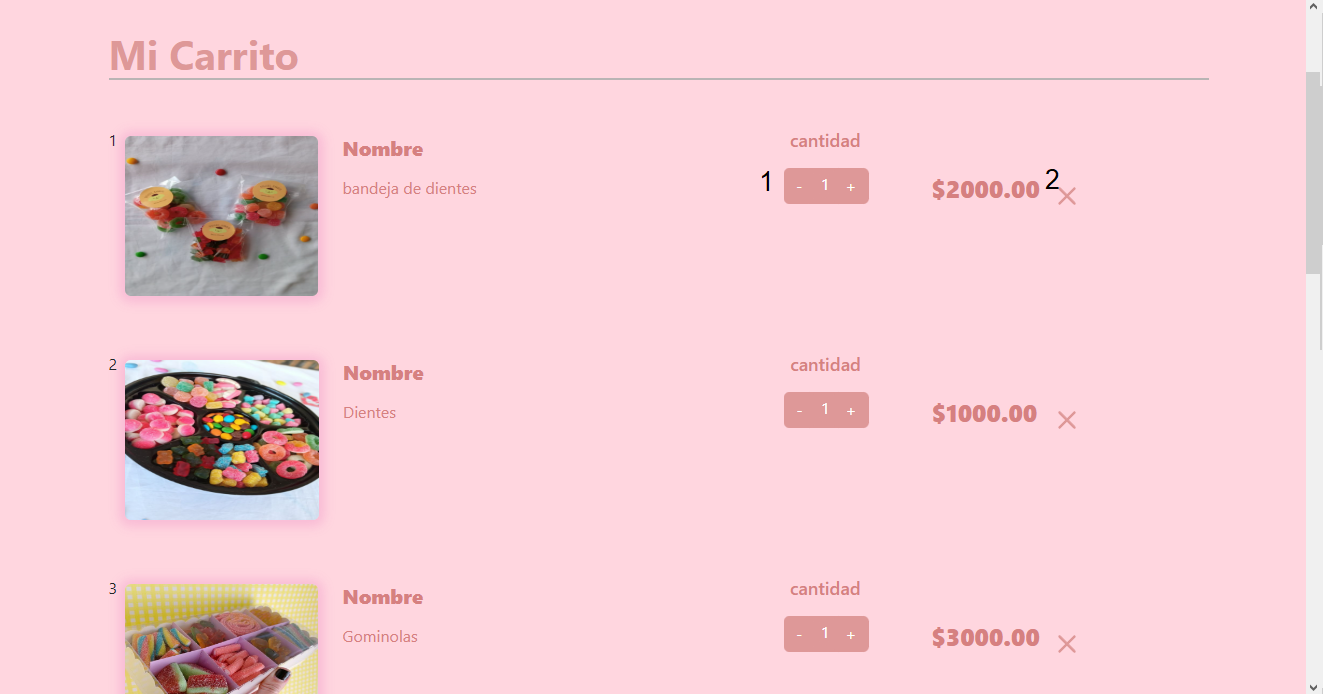 Mi Carrito
1
Nombre
bandeja de dientes
cantidad
1
- 1 +
$2000.00
2
2
Nombre
Dientes
cantidad
- 1 +
$1000.00
3
Nombre
Gominolas
cantidad
- 1 +
$3000.00